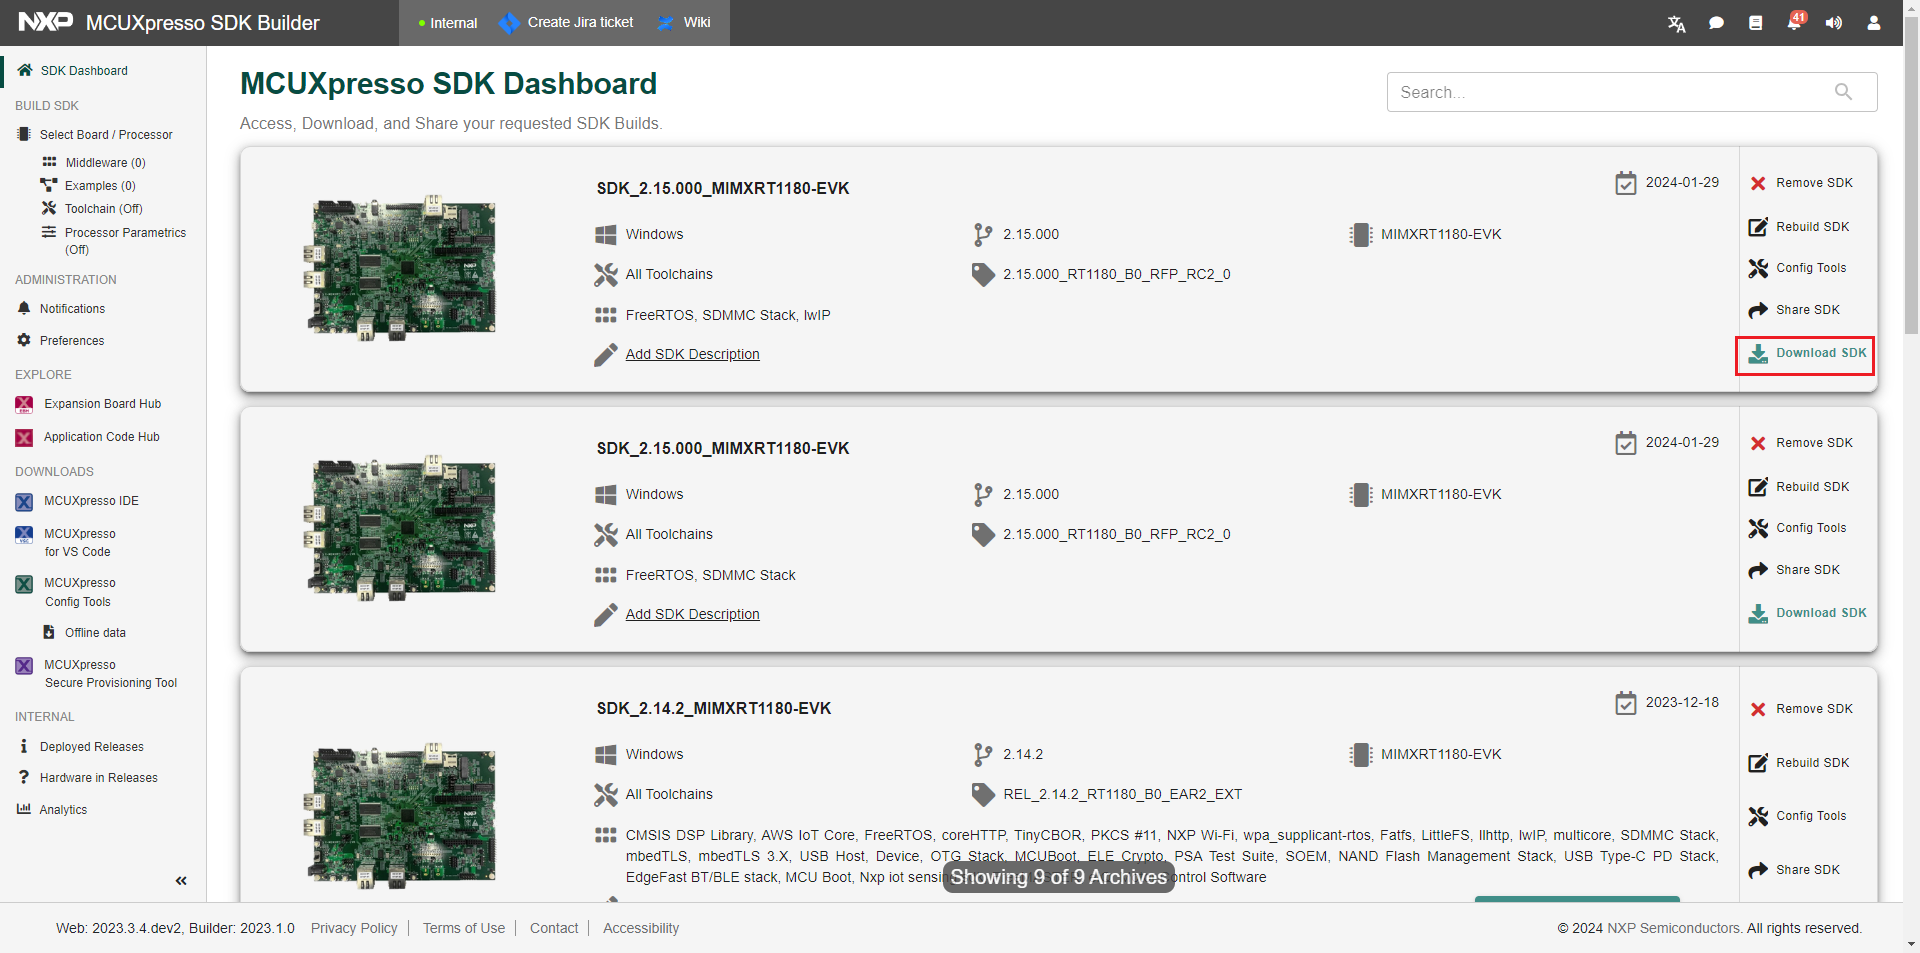 NXP MCUXpresso SDK Builder
Internal
Create Jira ticket
Wiki
41
SDK Dashboard
BUILD SDK
Select Board / Processor
Middleware (0)
Examples (0)
Toolchain (Off)
Processor Parametrics
(Off)
ADMINISTRATION
Notifications
Preferences
EXPLORE
Expansion Board Hub
Application Code Hub
DOWNLOADS
MCUXpresso IDE
MCUXpresso
for VS Code
MCUXpresso
Config Tools
Offline data
MCUXpresso
Secure Provisioning Tool
INTERNAL
Deployed Releases
Hardware in Releases
Analytics
MCUXpresso SDK Dashboard
Access, Download, and Share your requested SDK Builds.
Search...
SDK_2.15.000_MIMXRT1180-EVK
2024-01-29
Windows
2.15.000
MIMXRT1180-EVK
All Toolchains
2.15.000_RT1180_B0_RFP_RC2_0
FreeRTOS, SDMMC Stack, lwIP
Add SDK Description
Remove SDK
Rebuild SDK
Config Tools
Share SDK
Download SDK
SDK_2.15.000_MIMXRT1180-EVK
2024-01-29
Windows
2.15.000
MIMXRT1180-EVK
All Toolchains
2.15.000_RT1180_B0_RFP_RC2_0
FreeRTOS, SDMMC Stack
Add SDK Description
Remove SDK
Rebuild SDK
Config Tools
Share SDK
Download SDK
SDK_2.14.2_MIMXRT1180-EVK
2023-12-18
Windows
2.14.2
MIMXRT1180-EVK
All Toolchains
REL_2.14.2_RT1180_B0_EAR2_EXT
CMSIS DSP Library, AWS IoT Core, FreeRTOS, coreHTTP, TinyCBOR, PKCS #11, NXP Wi-Fi, wpa_supplicant-rtos, Fatfs, LittleFS, llhttp, lwIP, multicore, SDMMC Stack,
mbedTLS, mbedTLS 3.X, USB Host, Device, OTG Stack, MCUBoot, ELE Crypto, PSA Test Suite, SOEM, NAND Flash Management Stack, USB Type-C PD Stack,
EdgeFast BT/BLE stack, MCU Boot, Nxp iot Software
Showing 9 of 9 Archives
Remove SDK
Rebuild SDK
Config Tools
Share SDK
Web: 2023.3.4.dev2, Builder: 2023.1.0
Privacy Policy
Terms of Use
Contact
Accessibility
© 2024 NXP Semiconductors. All rights reserved.